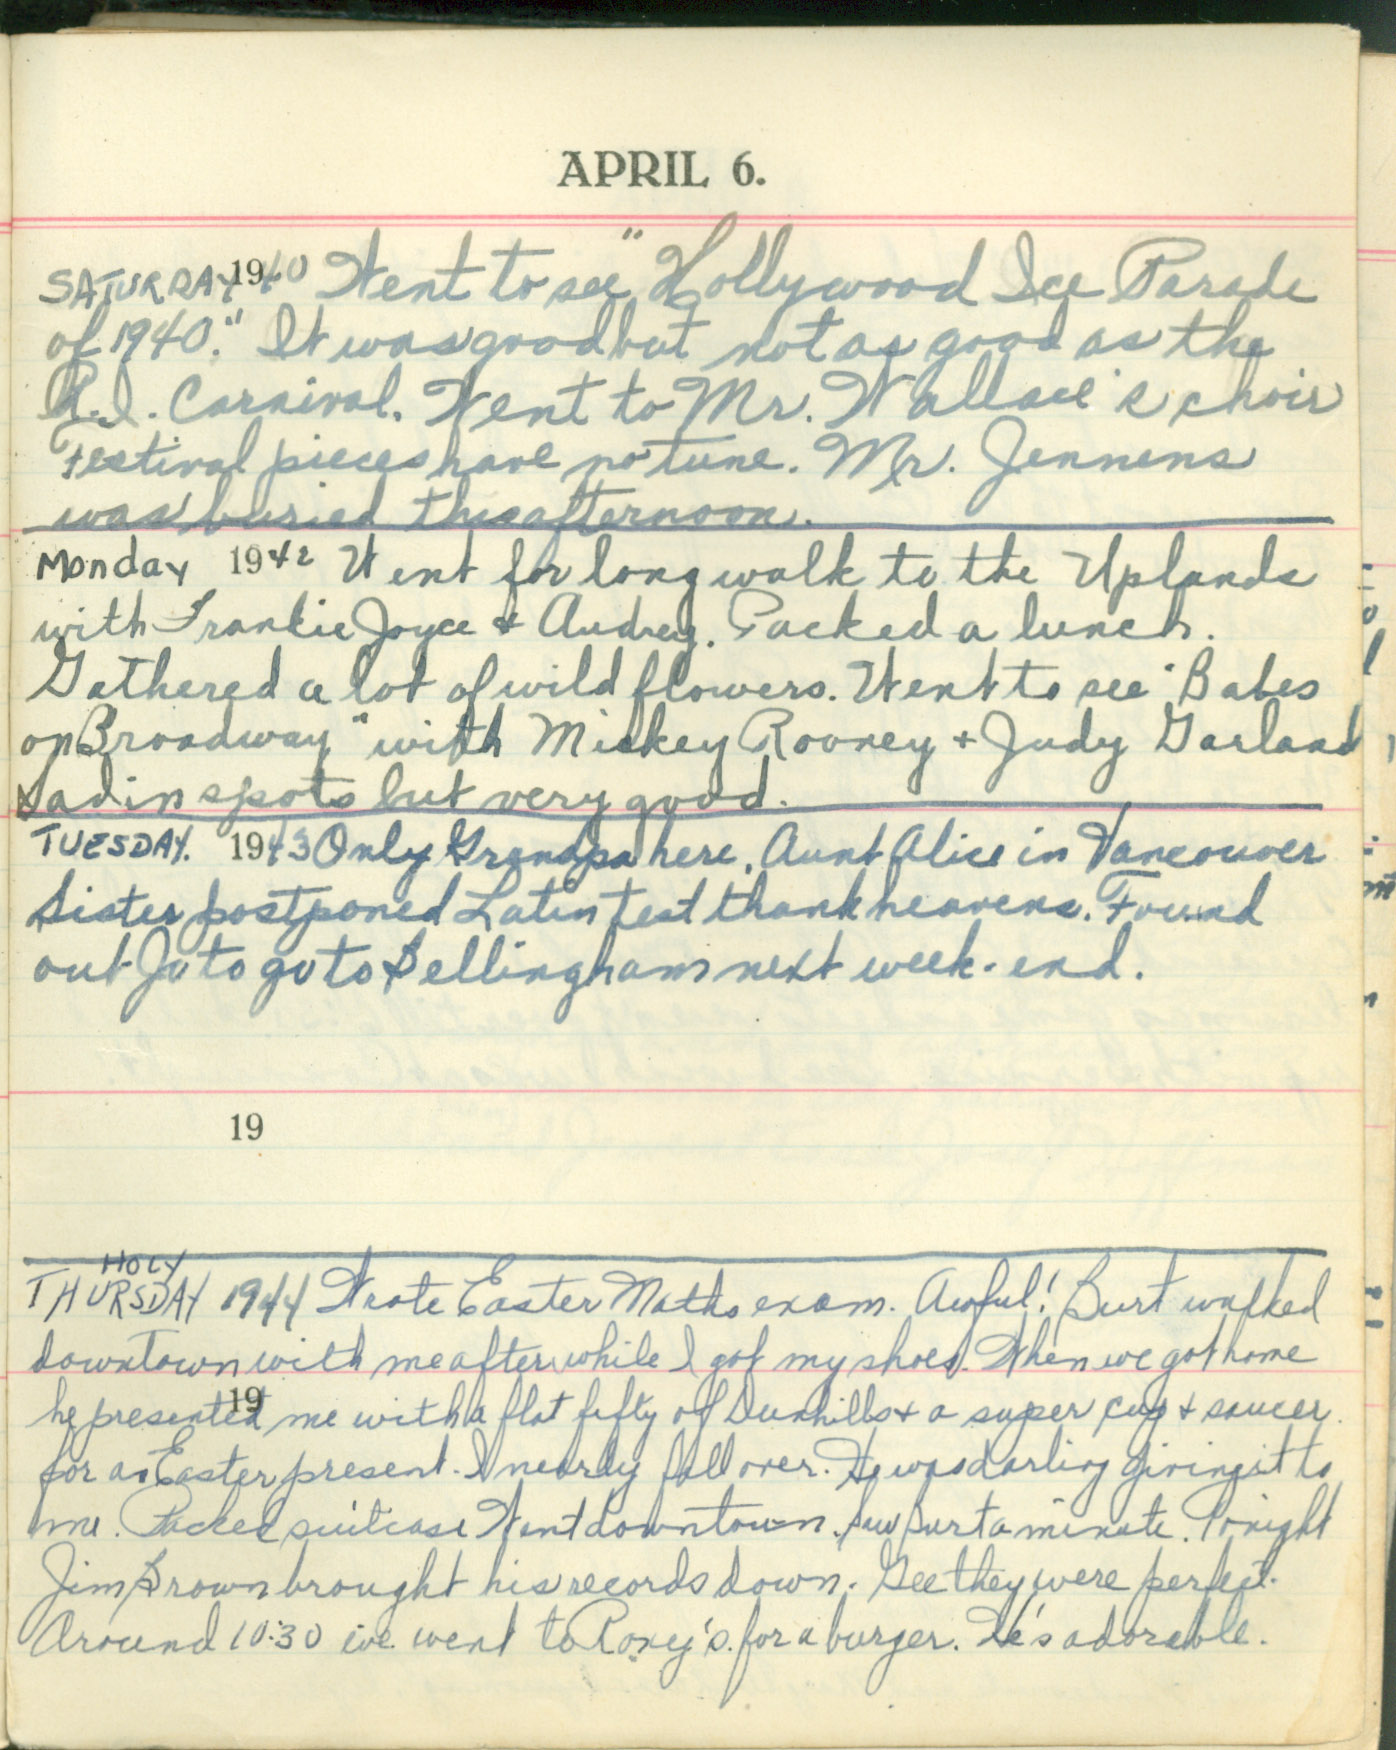 APRIL 6.
SATURDAY 1940 Went to see "Hollywood Ice Parade
of 1940." It was good but not as good as the
R.I. Carnival. Went to Mr. Wallace's choir
Festival pieces have no tune. Mr. Jennens
was buried this afternoon.
Monday 1942 Went for long walk to the Uplands
with Frankie Joyce & Audrey. Packed a lunch.
Gathered a lot of wild flowers. Went to see "Babes
on Broadway" with Mickey Rooney + Judy Garland
Sad in spots but very good.
TUESDAY. 1943 Only Grandpa here. Aunt Alice in Vancouver
Sister postponed Latin test thank heavens. Found
out Jo to go to Bellingham next week-end.
19
HOLY
THURSDAY 1944 Wrote Easter Maths exam. Awful! Burt walked
downtown with me after while I got my shoes. When we got home
19
he presented me with a flat fifty of Dunhills + a super cup + saucer
for an Easter present. I nearly fell over. He was darling giving it to
me. Packed suitcase Went downtown. Saw Burt a minute. Tonight
Jim Brown brought his records down. Gee they were perfect.
Around 10:30 we went to Roxey's for a burger. He's adorable.